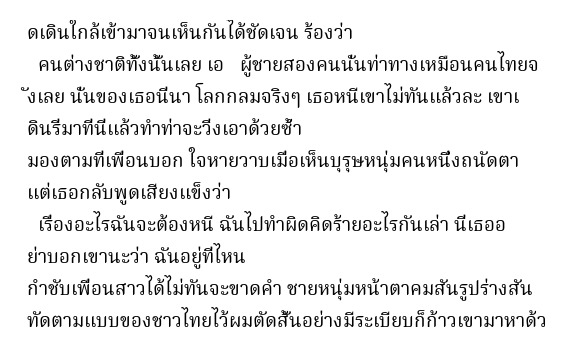 ดเดินใกล้เข้ามาจนเห็นกันได้ชัดเจน ร้องว่า
คนต่างชาติทั้งนั้นเลย เอ ผู้ชายสองคนนั้นท่าทางเหมือนคนไทยจ
ังเลย นั่นของเธอนี่นา โลกกลมจริงๆ เธอหนีเขาไม่ทันแล้วละ เขาเ
ดินรี่มาที่นี่แล้วทำท่าจะวิ่งเอาด้วยซ้ำ
มองตามที่เพื่อนบอก ใจหายวาบเมื่อเห็นบุรุษหนุ่มคนหนึ่งถนัดตา
แต่เธอกลับพูดเสียงแข็งว่า
เรื่องอะไรฉันจะต้องหนี ฉันไปทำผิดคิดร้ายอะไรกันเล่า นี่เธออ
ย่าบอกเขานะว่า ฉันอยู่ที่ไหน
กำชับเพื่อนสาวได้ไม่ทันจะขาดคำ ชายหนุ่มหน้าตาคมสันรูปร่างสัน
ทัดตามแบบของชาวไทยไว้ผมตัดสั้นอย่างมีระเบียบก็ก้าวเขามาหาด้ว